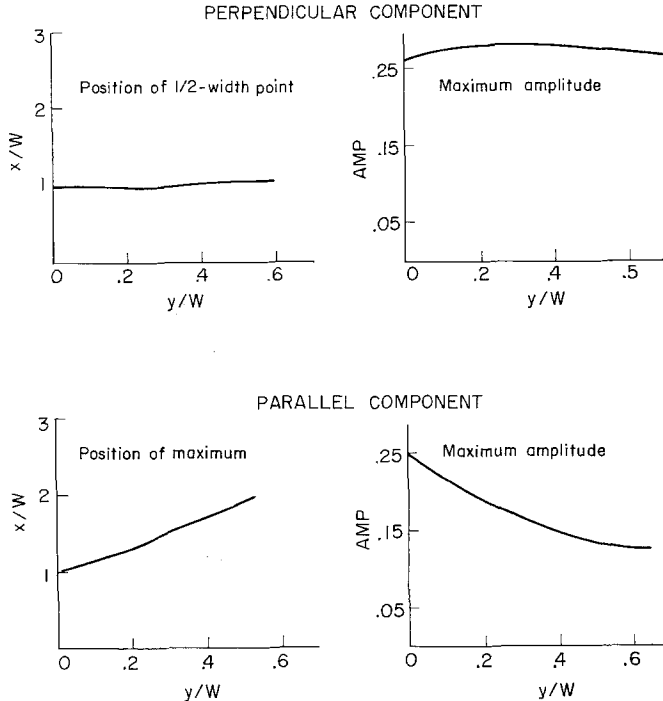 PERPENDICULAR COMPONENT
3
2
1
x/W
Position of 1/2-width point
0 .2 .4 .6
y/W
.25
.15
.05
AMP
Maximum amplitude
0 .2 .4 .5
y/W
PARALLEL COMPONENT
3
2
1
x/W
Position of maximum
0 .2 .4 .6
y/W
.25
.15
.05
AMP
Maximum amplitude
0 .2 .4 .6
y/W